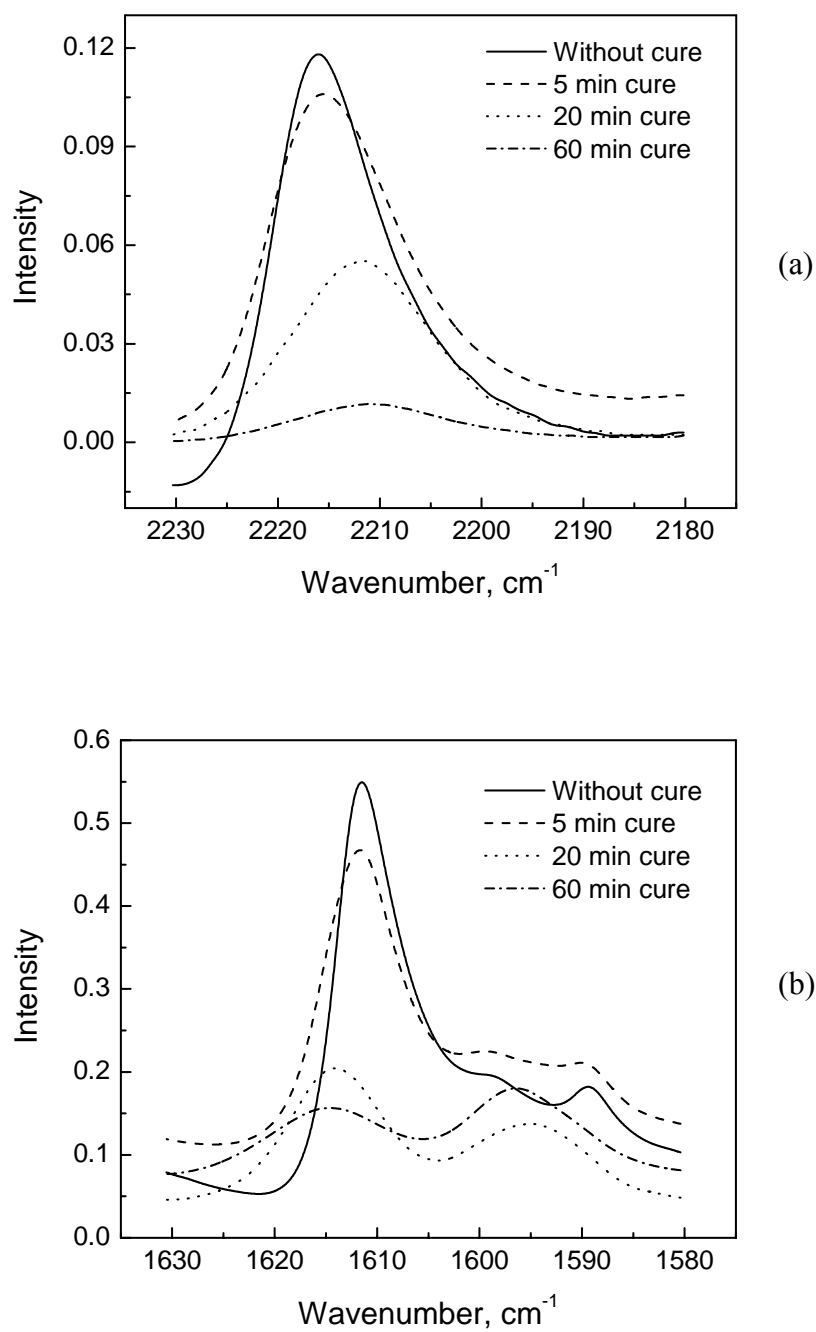 0.12
0.09
0.06
0.03
0.00
Intensity
Without cure
5 min cure
20 min cure
60 min cure
(a)
2230 2220 2210 2200 2190 2180
Wavenumber, cm⁻¹
0.6
0.5
0.4
0.3
0.2
0.1
0.0
Intensity
Without cure
5 min cure
20 min cure
60 min cure
(b)
1630 1620 1610 1600 1590 1580
Wavenumber, cm⁻¹